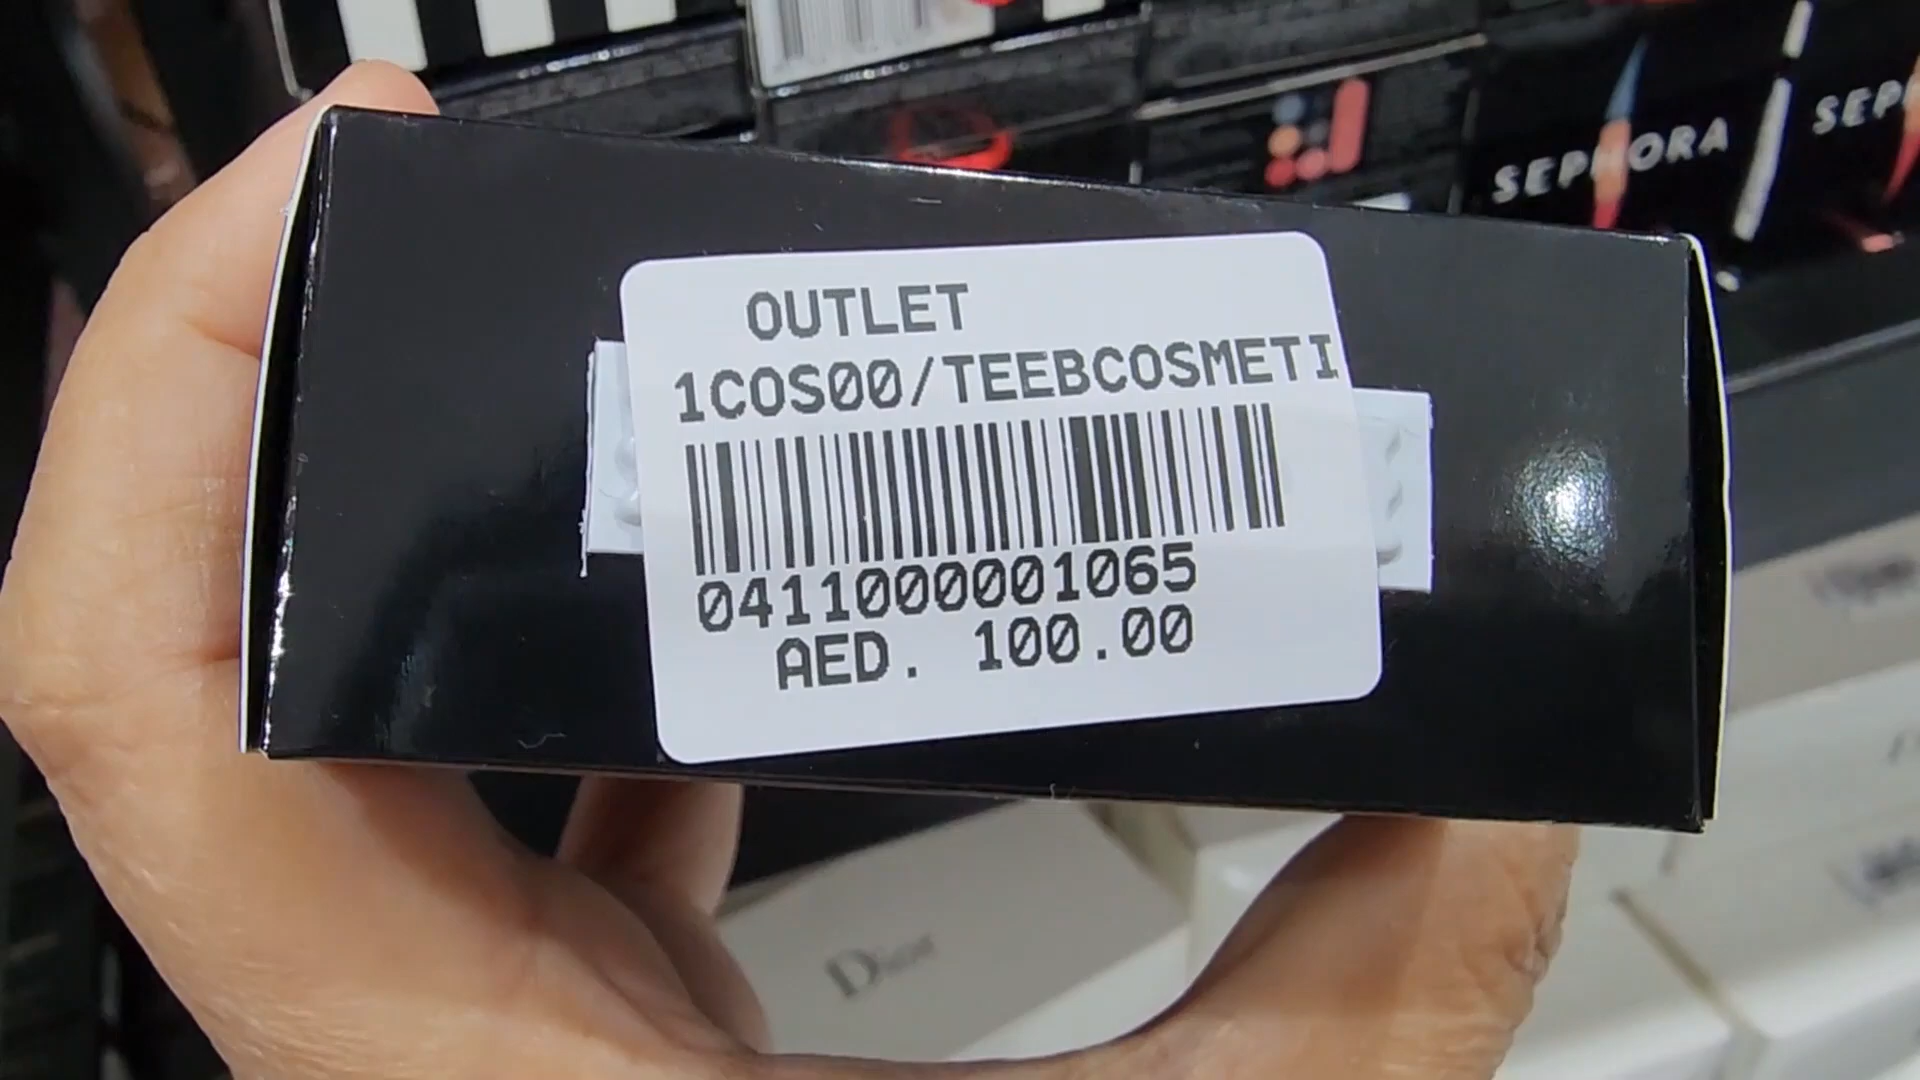 SEPHORA
SEP
OUTLET
1COS00/TEEBCOSMETI
0411000001065
AED. 100.00
Dior